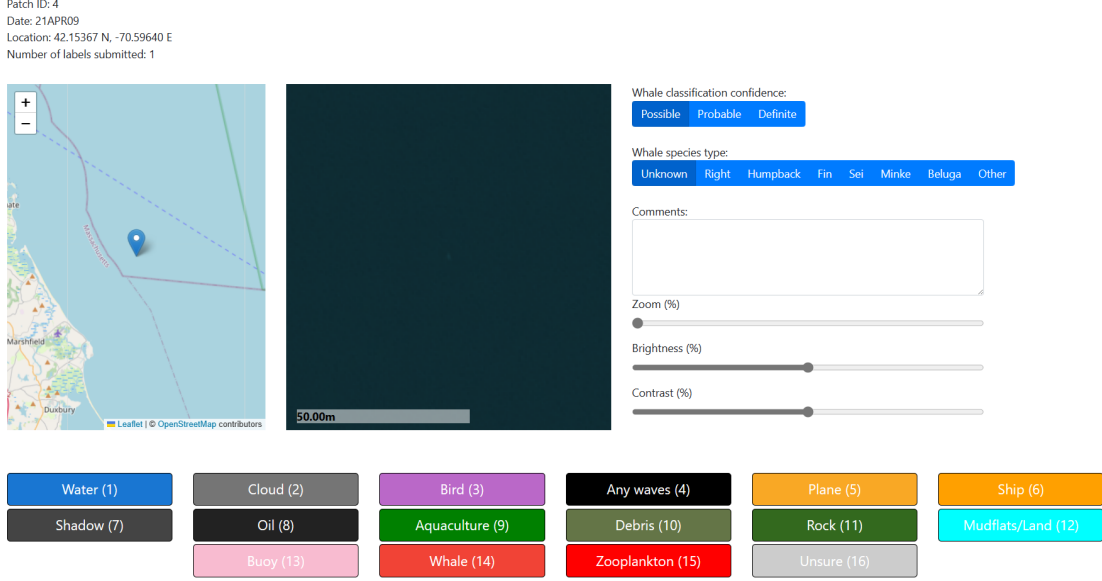 Patch ID: 4
Date: 21APR09
Location: 42.15367 N, -70.59640 E
Number of labels submitted: 1
+
−
ate
Massachusetts
Marshfield
Duxbury
Leaflet | © OpenStreetMap contributors
50.00m
Whale classification confidence:
Possible Probable Definite
Whale species type:
Unknown Right Humpback Fin Sei Minke Beluga Other
Comments:
Zoom (%)
Brightness (%)
Contrast (%)
Water (1) Cloud (2) Bird (3) Any waves (4) Plane (5) Ship (6)
Shadow (7) Oil (8) Aquaculture (9) Debris (10) Rock (11) Mudflats/Land (12)
Buoy (13) Whale (14) Zooplankton (15) Unsure (16)